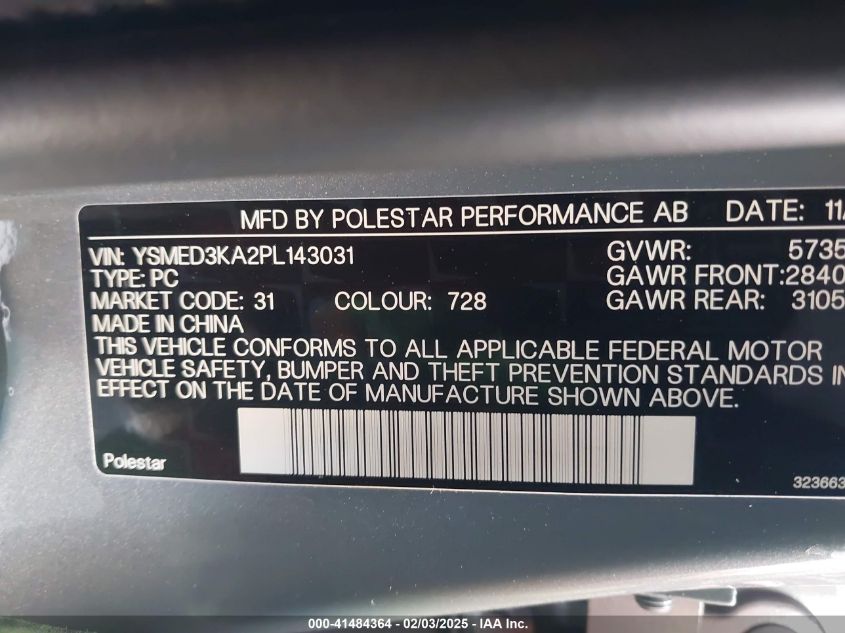 MFD BY POLESTAR PERFORMANCE AB DATE: 11/
VIN: YSMED3KA2PL143031 GVWR: 5735
TYPE: PC GAWR FRONT:2840
MARKET CODE: 31 COLOUR: 728 GAWR REAR: 3105
MADE IN CHINA
THIS VEHICLE CONFORMS TO ALL APPLICABLE FEDERAL MOTOR
VEHICLE SAFETY, BUMPER AND THEFT PREVENTION STANDARDS IN
EFFECT ON THE DATE OF MANUFACTURE SHOWN ABOVE.
Polestar
323663
000-41484364 - 02/03/2025 - IAA Inc.